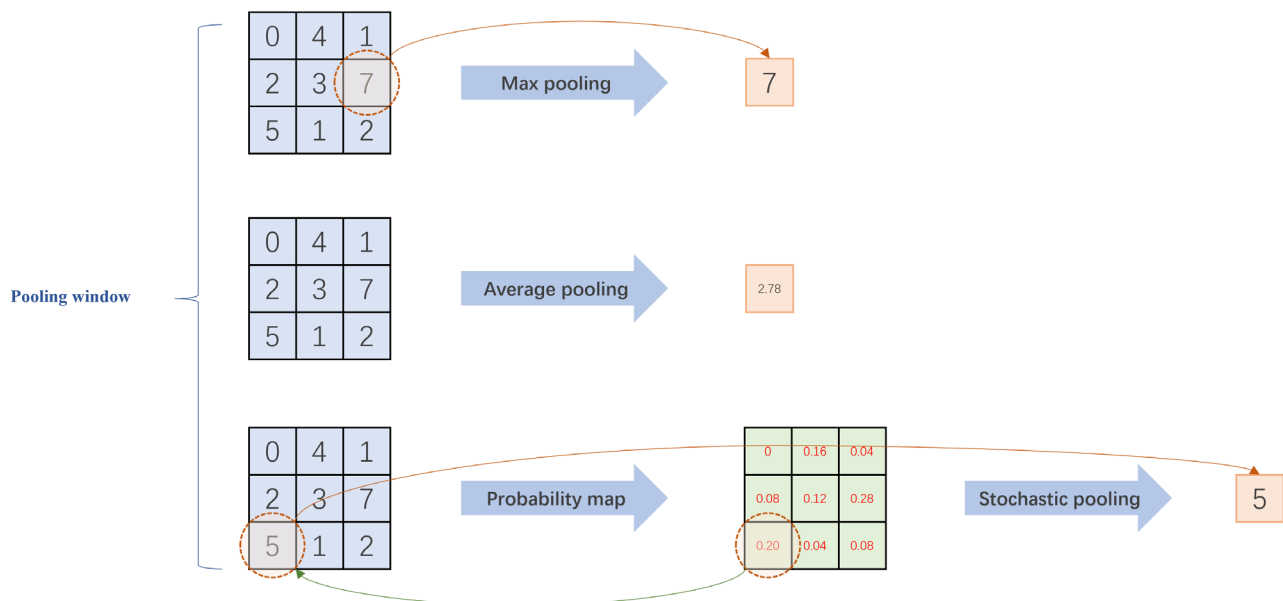 0 4 1
2 3 7
5 1 2
Max pooling
7
Pooling window
0 4 1
2 3 7
5 1 2
Average pooling
2.78
0 4 1
2 3 7
5 1 2
Probability map
0 0.16 0.04
0.08 0.12 0.28
0.20 0.04 0.08
Stochastic pooling
5